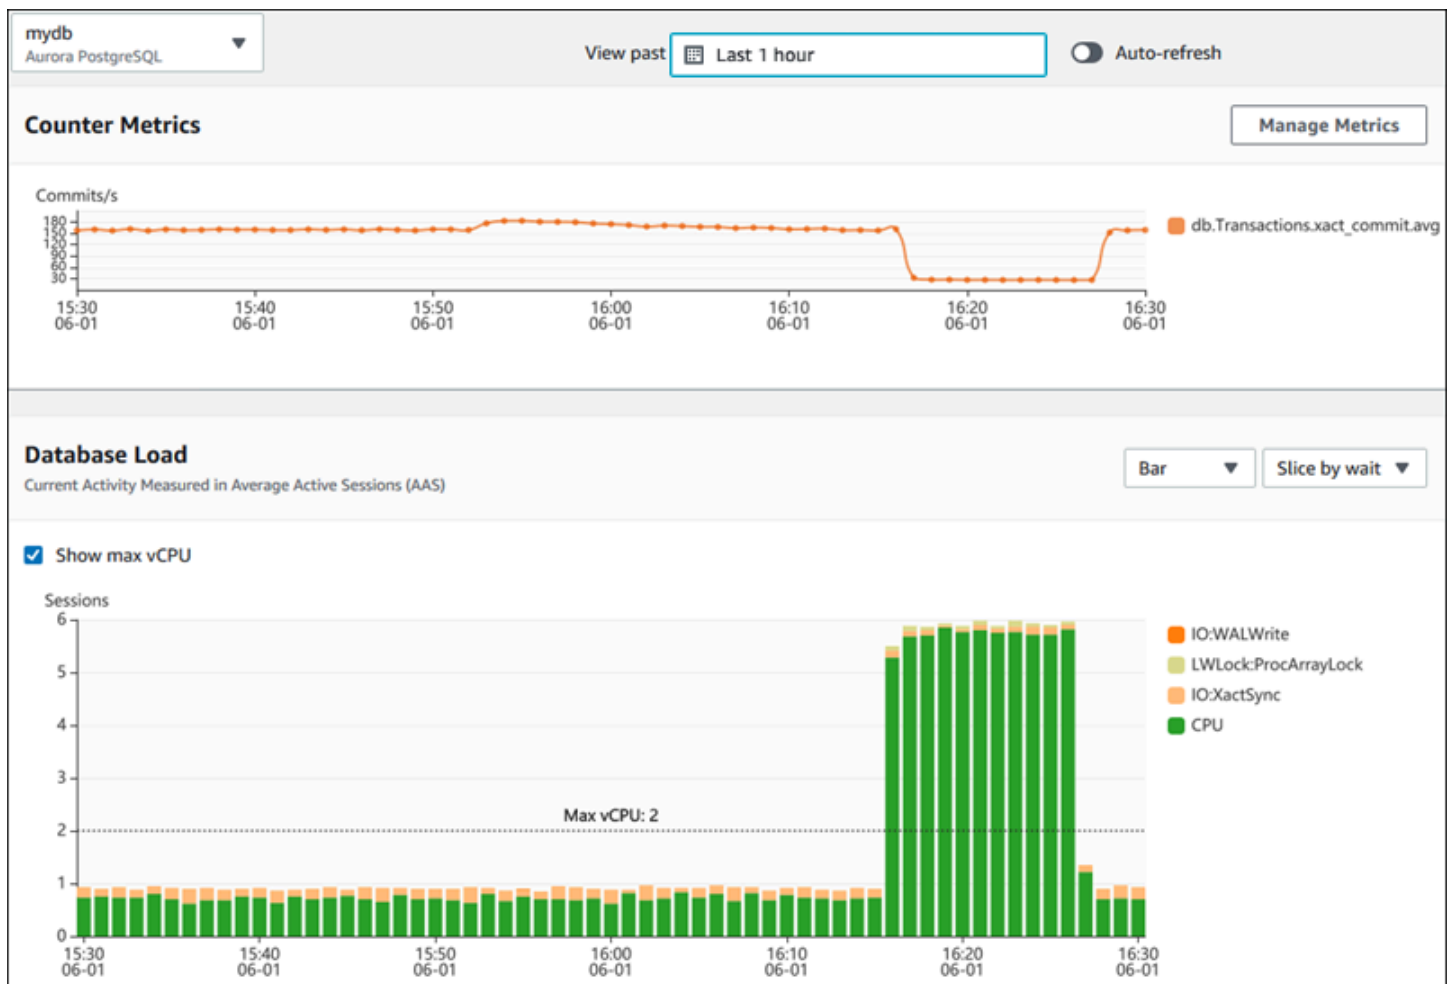 mydb
Aurora PostgreSQL
View past
Last 1 hour
Auto-refresh
Counter Metrics
Manage Metrics
Commits/s
180
150
120
90
60
30
15:30 15:40 15:50 16:00 16:10 16:20 16:30
06-01 06-01 06-01 06-01 06-01 06-01 06-01
db.Transactions.xact_commit.avg
Database Load
Current Activity Measured in Average Active Sessions (AAS)
Bar
Slice by wait
Show max vCPU
Sessions
6
5
4
3
2
1
0
Max vCPU: 2
15:30 15:40 15:50 16:00 16:10 16:20 16:30
06-01 06-01 06-01 06-01 06-01 06-01 06-01
IO:WALWrite
LWLock:ProcArrayLock
IO:XactSync
CPU